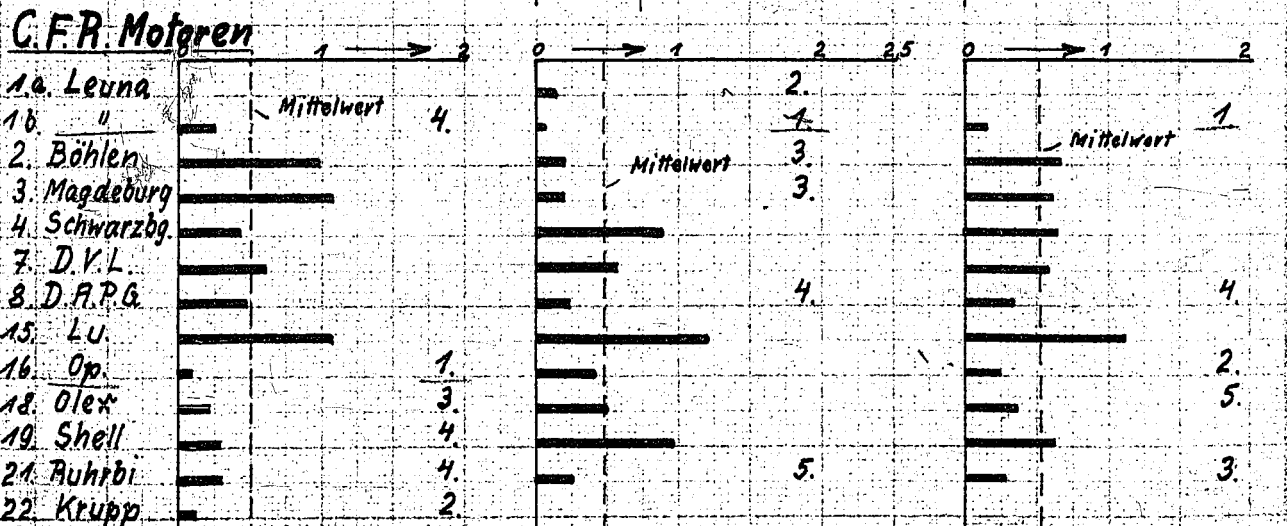 C.F.R. Motoren
0 1 2 0 1 2 2,5 0 1 2
1a. Leuna 2.
1b. " 4. 1. 1
Mittelwert
2. Böhlen 3.
Mittelwert
Mittelwert
3. Magdeburg 3.
4. Schwarzbg.
7. D.V.L.
8. D.A.P.G. 4. 4.
15. Lu.
16. Op. 1. 2.
18. Olex 3. 5.
19. Shell 4.
21. Ruhrbi 4. 5. 3.
22. Krupp 2.